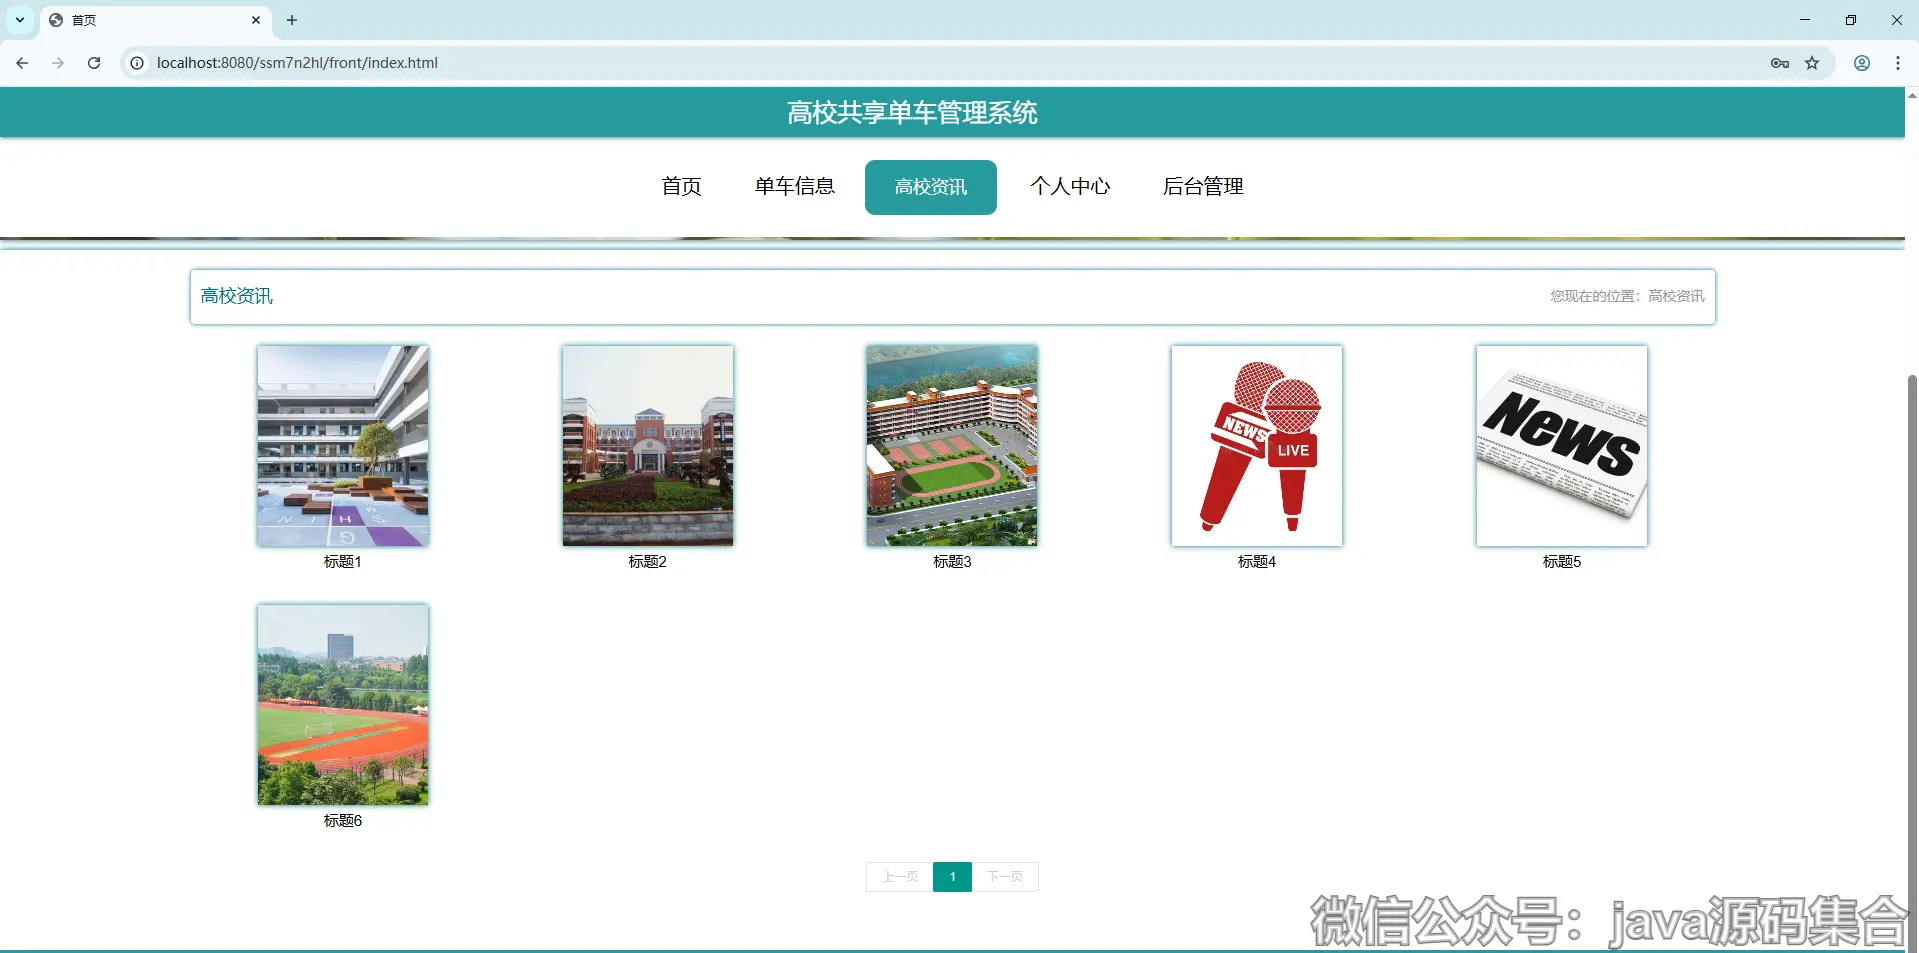 首页
localhost:8080/ssm7n2hl/front/index.html
高校共享单车管理系统
首页 单车信息 高校资讯 个人中心 后台管理
高校资讯 您现在的位置：高校资讯
NEWS
LIVE
News
标题1 标题2 标题3 标题4 标题5
标题6
上一页 1 下一页
微信公众号：java源码集合